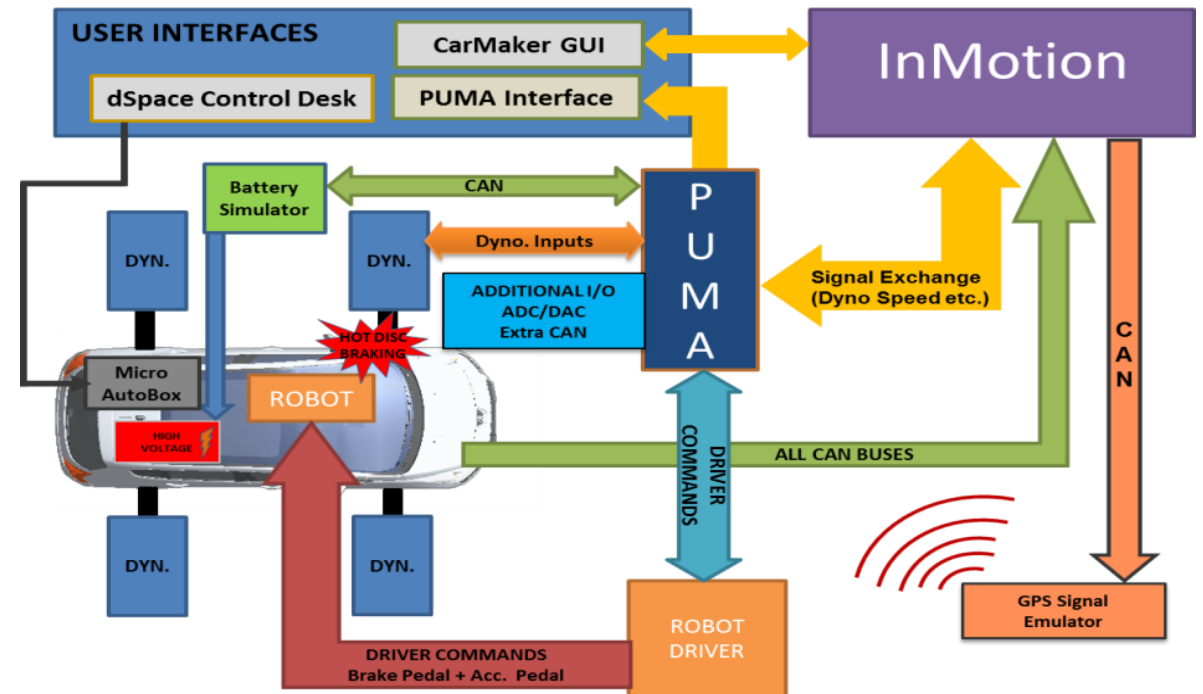 USER INTERFACES
CarMaker GUI
dSpace Control Desk
PUMA Interface
InMotion
Battery
Simulator
CAN
P
U
M
A
DYN.
DYN.
Dyno. Inputs
ADDITIONAL I/O
ADC/DAC
Extra CAN
Signal Exchange
(Dyno Speed etc.)
CAN
HOT DISC
BRAKING
Micro
AutoBox
ROBOT
HIGH
VOLTAGE
ALL CAN BUSES
DRIVER
COMMANDS
DYN.
DYN.
GPS Signal
Emulator
ROBOT
DRIVER
DRIVER COMMANDS
Brake Pedal + Acc. Pedal